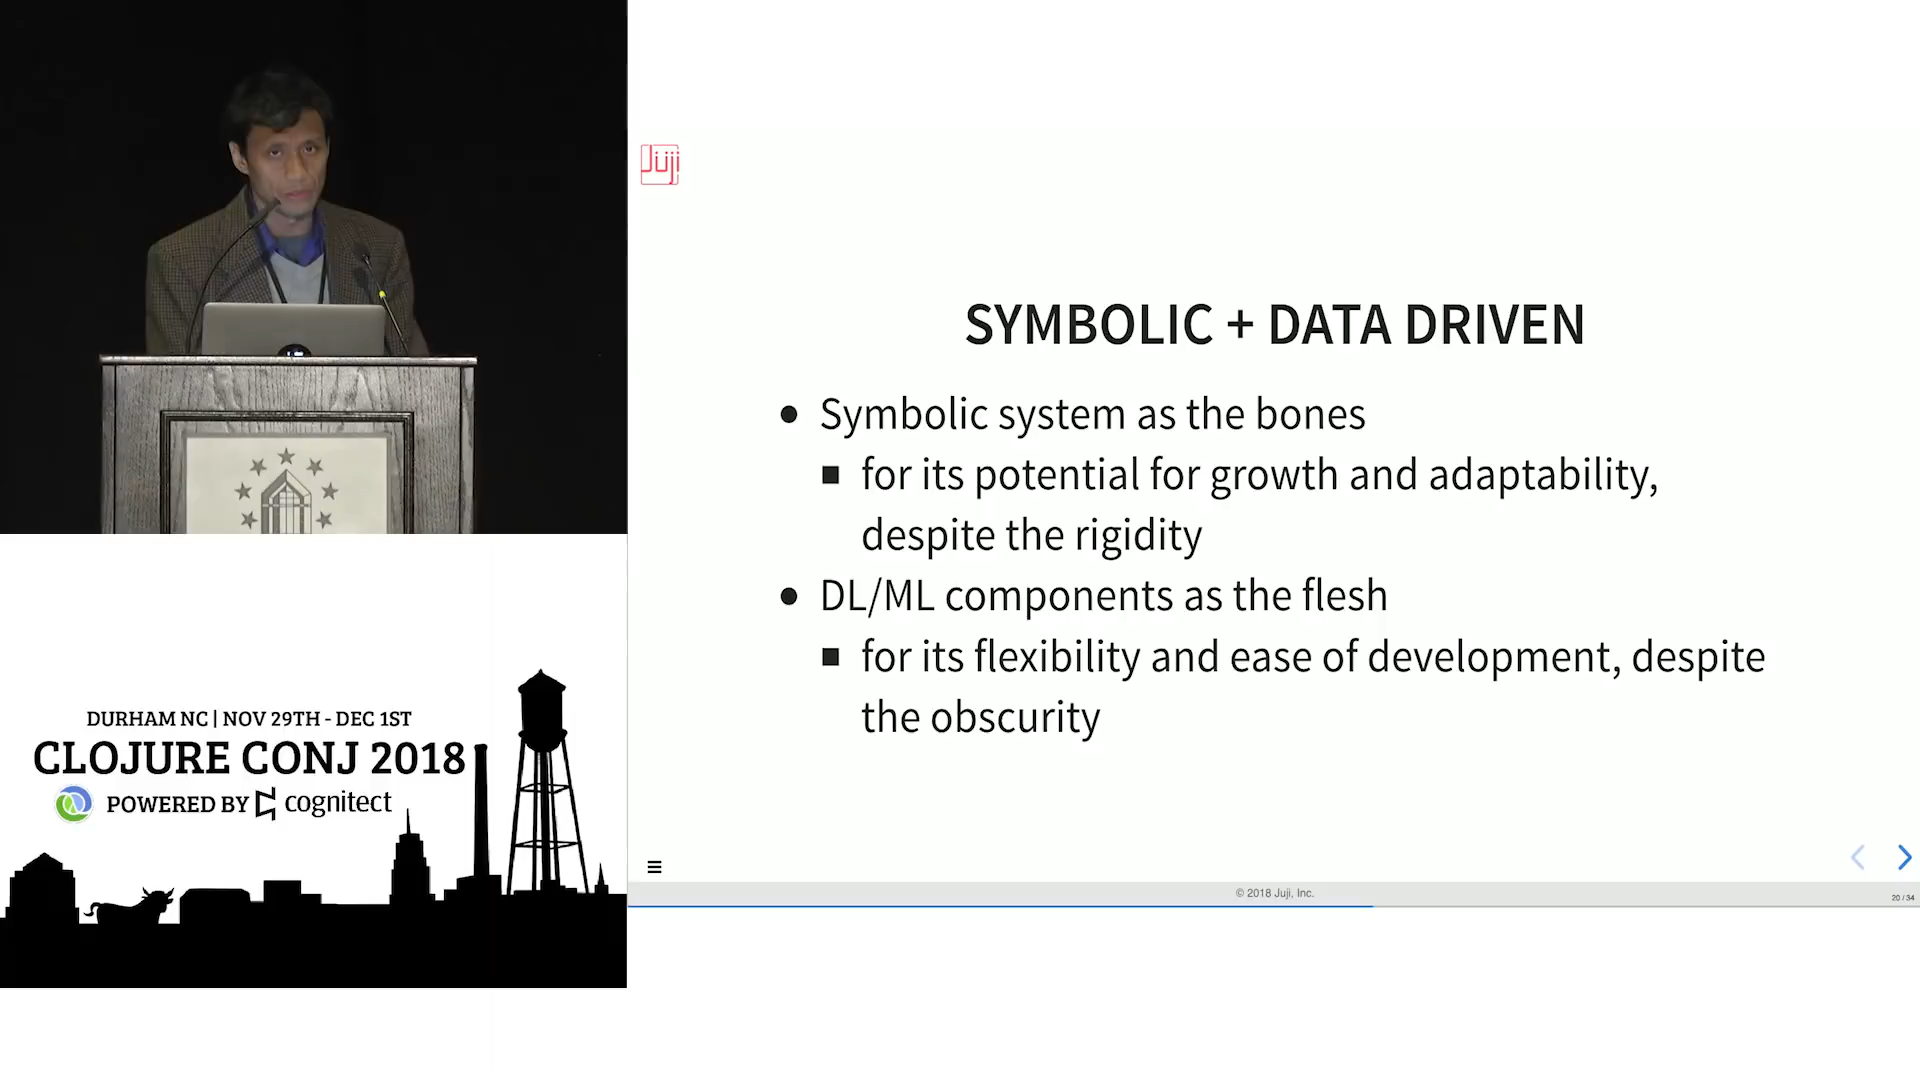 Juji
SYMBOLIC + DATA DRIVEN
• Symbolic system as the bones
▪ for its potential for growth and adaptability,
despite the rigidity
• DL/ML components as the flesh
▪ for its flexibility and ease of development, despite
the obscurity
© 2018 Juji, Inc.
20 / 34
DURHAM NC | NOV 29TH - DEC 1ST
CLOJURE CONJ 2018
POWERED BY cognitect